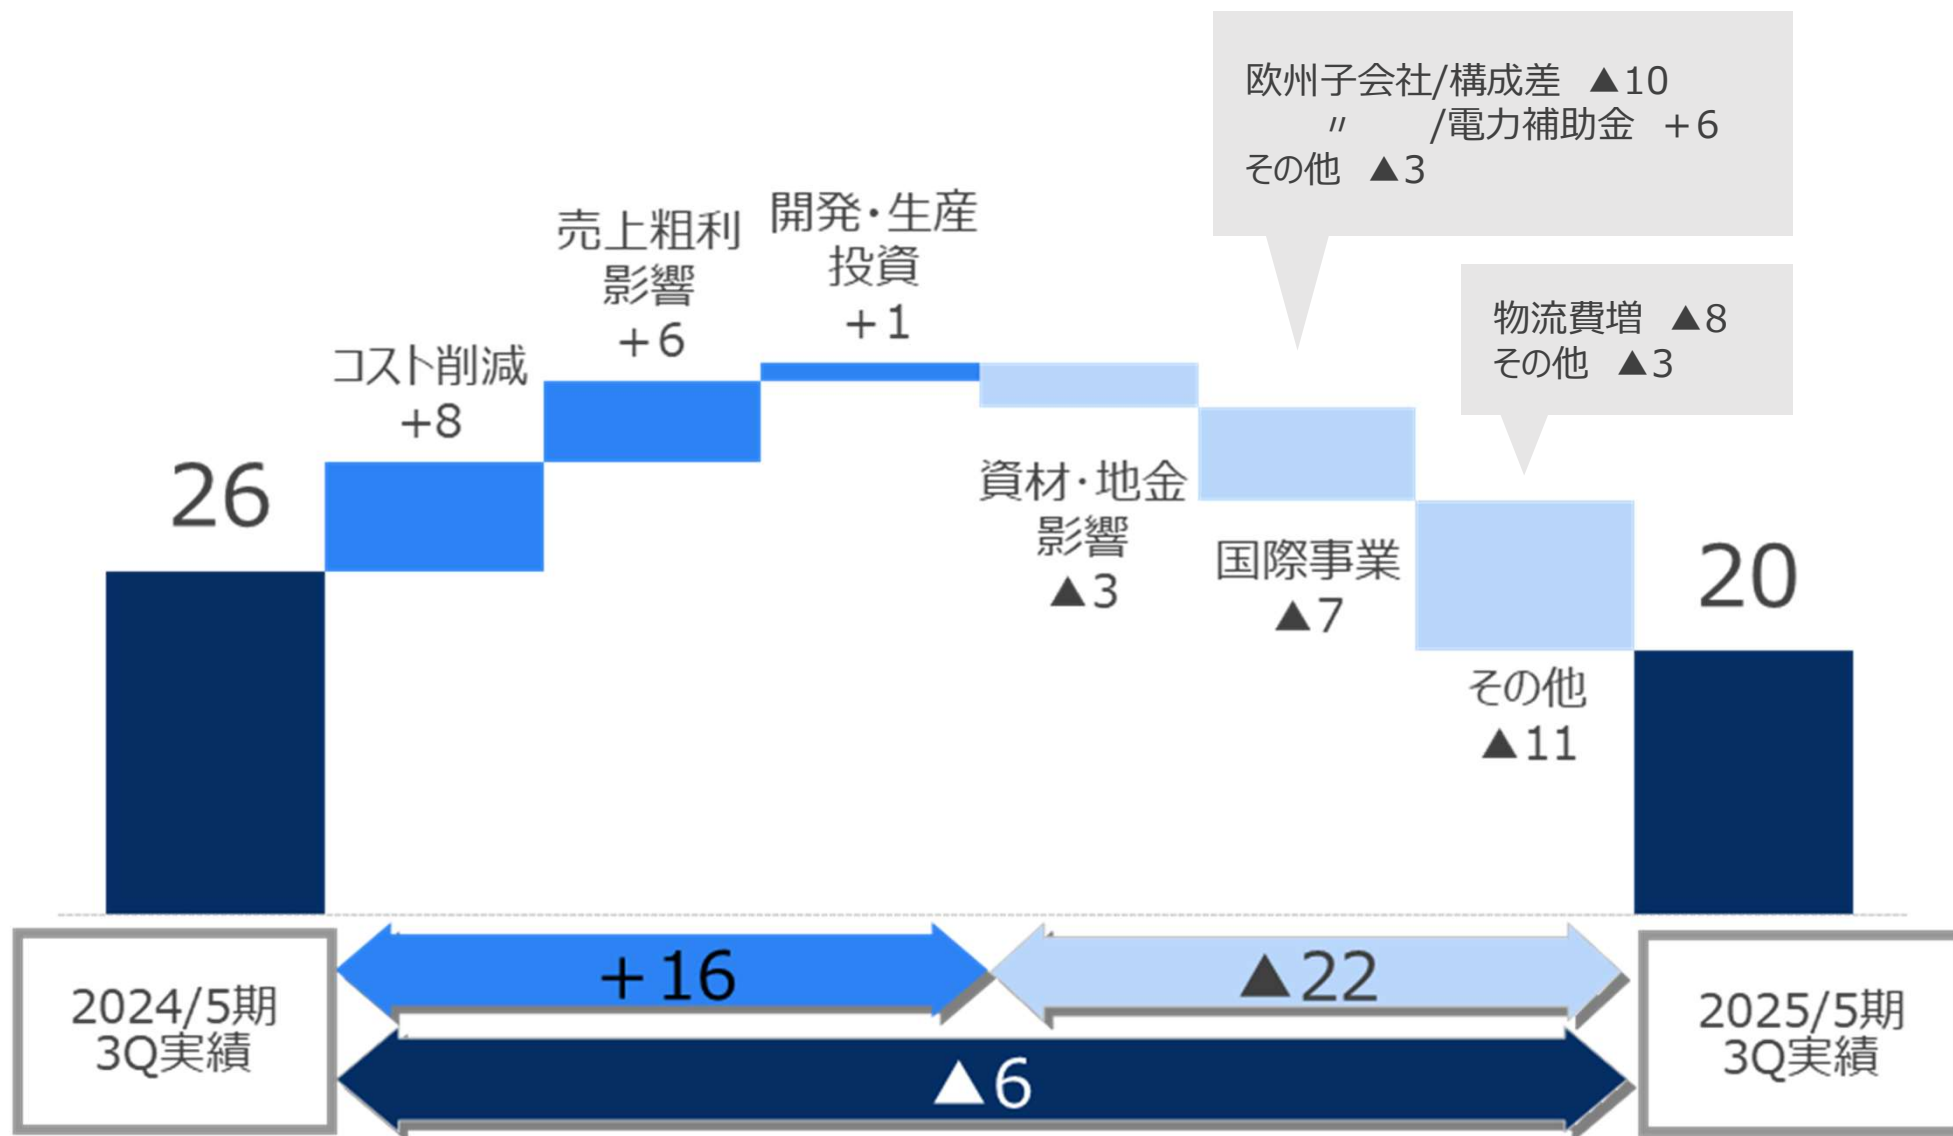 欧州子会社/構成差 ▲10
〃 /電力補助金 +6
その他 ▲3
物流費増 ▲8
その他 ▲3
26
コスト削減
+8
売上粗利
影響
+6
開発・生産
投資
+1
資材・地金
影響
▲3
国際事業
▲7
その他
▲11
20
2024/5期
3Q実績
+16
▲22
▲6
2025/5期
3Q実績